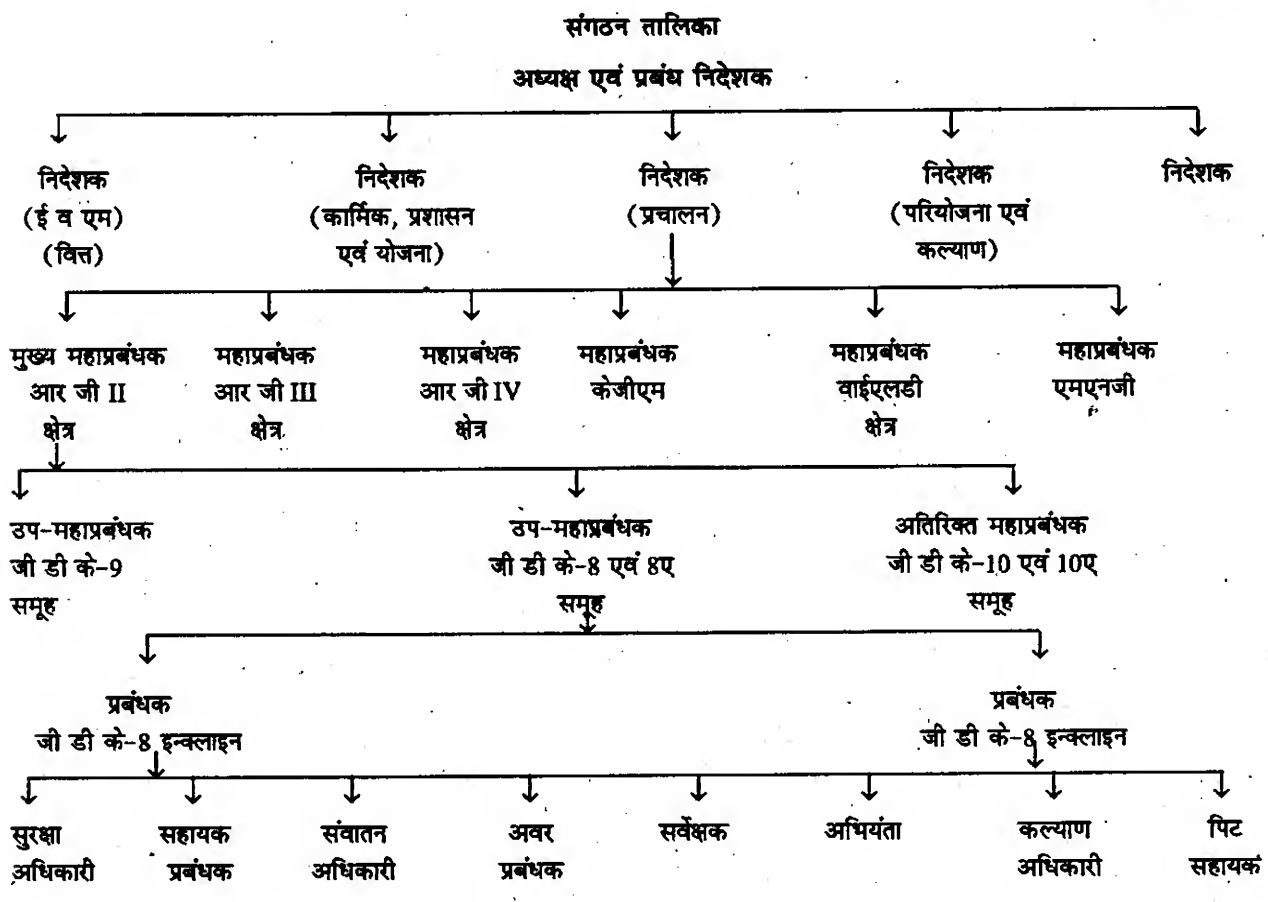 संगठन तालिका
अध्यक्ष एवं प्रबंध निदेशक
निदेशक
(ई व एम)
(वित्त)
निदेशक
(कार्मिक, प्रशासन
एवं योजना)
निदेशक
(प्रचालन)
निदेशक
(परियोजना एवं
कल्याण)
निदेशक
मुख्य महाप्रबंधक
आर जी II
क्षेत्र
महाप्रबंधक
आर जी III
क्षेत्र
महाप्रबंधक
आर जी IV
क्षेत्र
महाप्रबंधक
केजीएम
महाप्रबंधक
वाईएलडी
क्षेत्र
महाप्रबंधक
एमएनजी
उप-महाप्रबंधक
जी डी के-9
समूह
उप-महाप्रबंधक
जी डी के-8 एवं 8ए
समूह
अतिरिक्त महाप्रबंधक
जी डी के-10 एवं 10ए
समूह
प्रबंधक
जी डी के-8 इन्क्लाइन
प्रबंधक
जी डी के-8 इन्क्लाइन
सुरक्षा
अधिकारी
सहायक
प्रबंधक
संवातन
अधिकारी
अवर
प्रबंधक
सर्वेक्षक
अभियंता
कल्याण
अधिकारी
पिट
सहायक